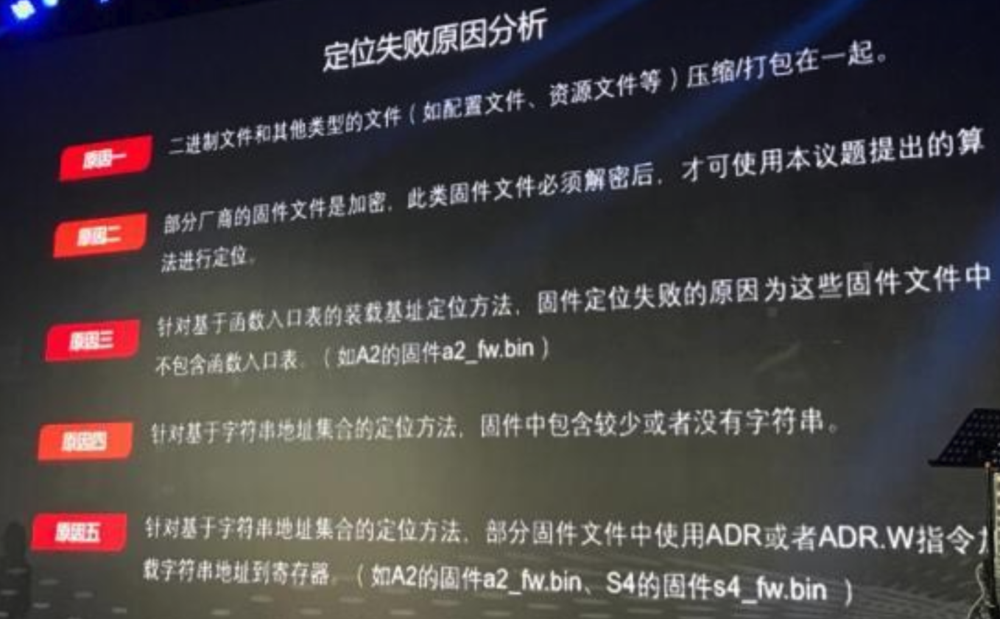 定位失败原因分析
原因一
二进制文件和其他类型的文件（如配置文件、资源文件等）压缩/打包在一起。
原因二
部分厂商的固件文件是加密，此类固件文件必须解密后，才可使用本议题提出的算
法进行定位。
原因三
针对基于函数入口表的装载基址定位方法，固件定位失败的原因为这些固件文件中
不包含函数入口表。（如A2的固件a2_fw.bin）
原因四
针对基于字符串地址集合的定位方法，固件中包含较少或者没有字符串。
原因五
针对基于字符串地址集合的定位方法，部分固件文件中使用ADR或者ADR.W指令
载字符串地址到寄存器。（如A2的固件a2_fw.bin、S4的固件s4_fw.bin ）